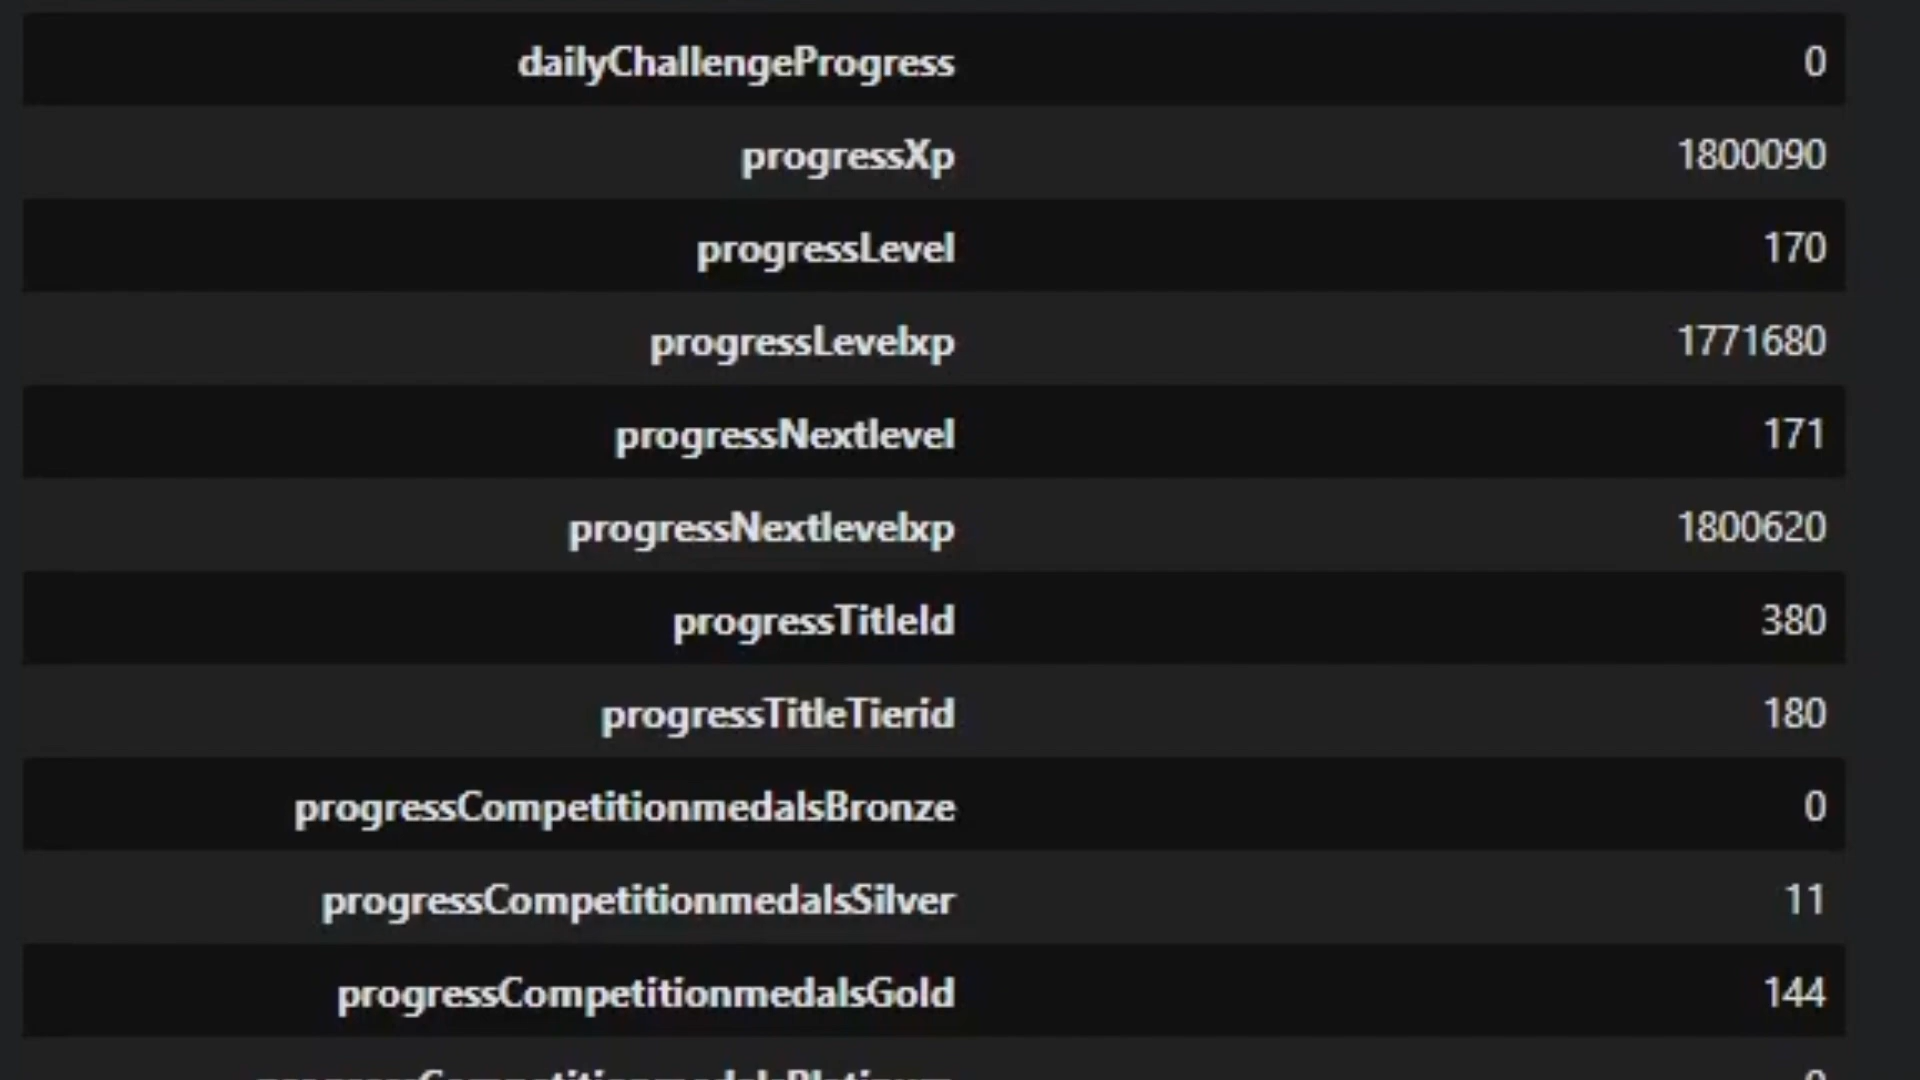 dailyChallengeProgress 0
progressXp 1800090
progressLevel 170
progressLevelxp 1771680
progressNextlevel 171
progressNextlevelxp 1800620
progressTitleId 380
progressTitleTierid 180
progressCompetitionmedalsBronze 0
progressCompetitionmedalsSilver 11
progressCompetitionmedalsGold 144